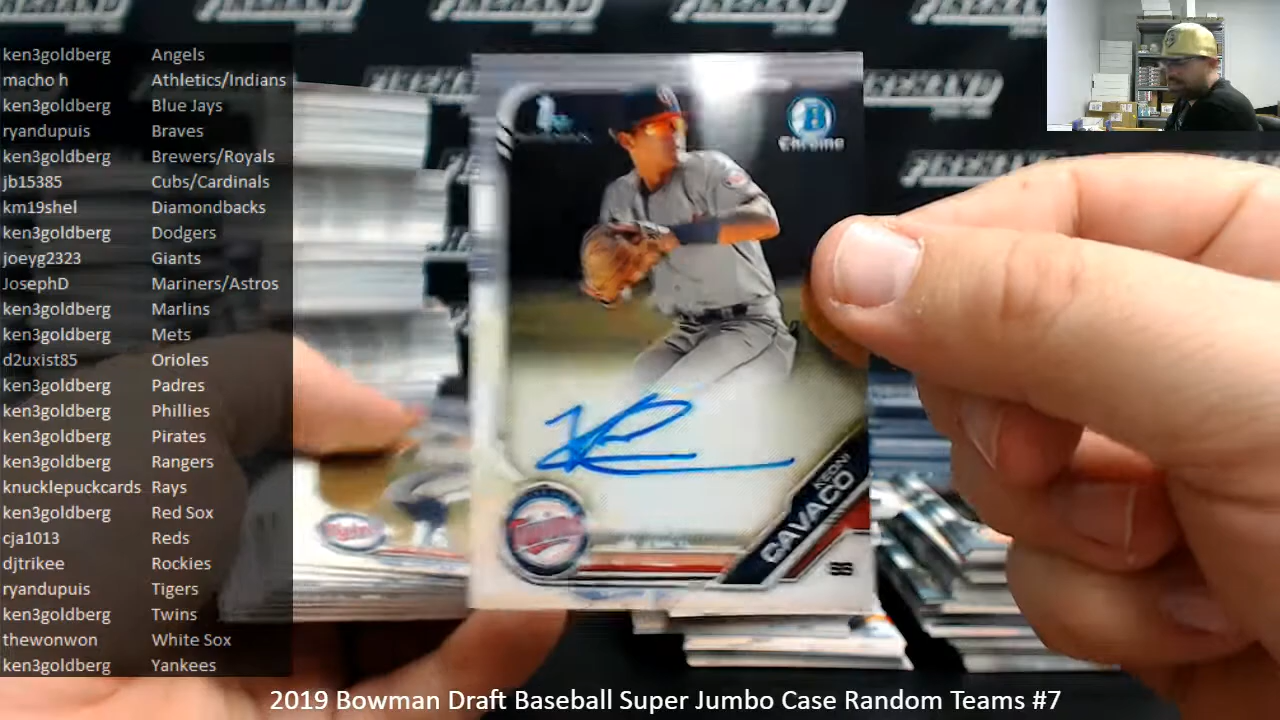 ken3goldberg Angels
macho h Athletics/Indians
ken3goldberg Blue Jays
ryandupuis Braves
ken3goldberg Brewers/Royals
jb15385 Cubs/Cardinals
km19shel Diamondbacks
ken3goldberg Dodgers
joeyg2323 Giants
JosephD Mariners/Astros
ken3goldberg Marlins
ken3goldberg Mets
d2uxist85 Orioles
ken3goldberg Padres
ken3goldberg Phillies
ken3goldberg Pirates
ken3goldberg Rangers
knucklepuckcards Rays
ken3goldberg Red Sox
cja1013 Reds
djtrikee Rockies
ryandupuis Tigers
ken3goldberg Twins
thewonwon White Sox
ken3goldberg Yankees
B
Chrome
KEONI
CAVACO
SS
2019 Bowman Draft Baseball Super Jumbo Case Random Teams #7